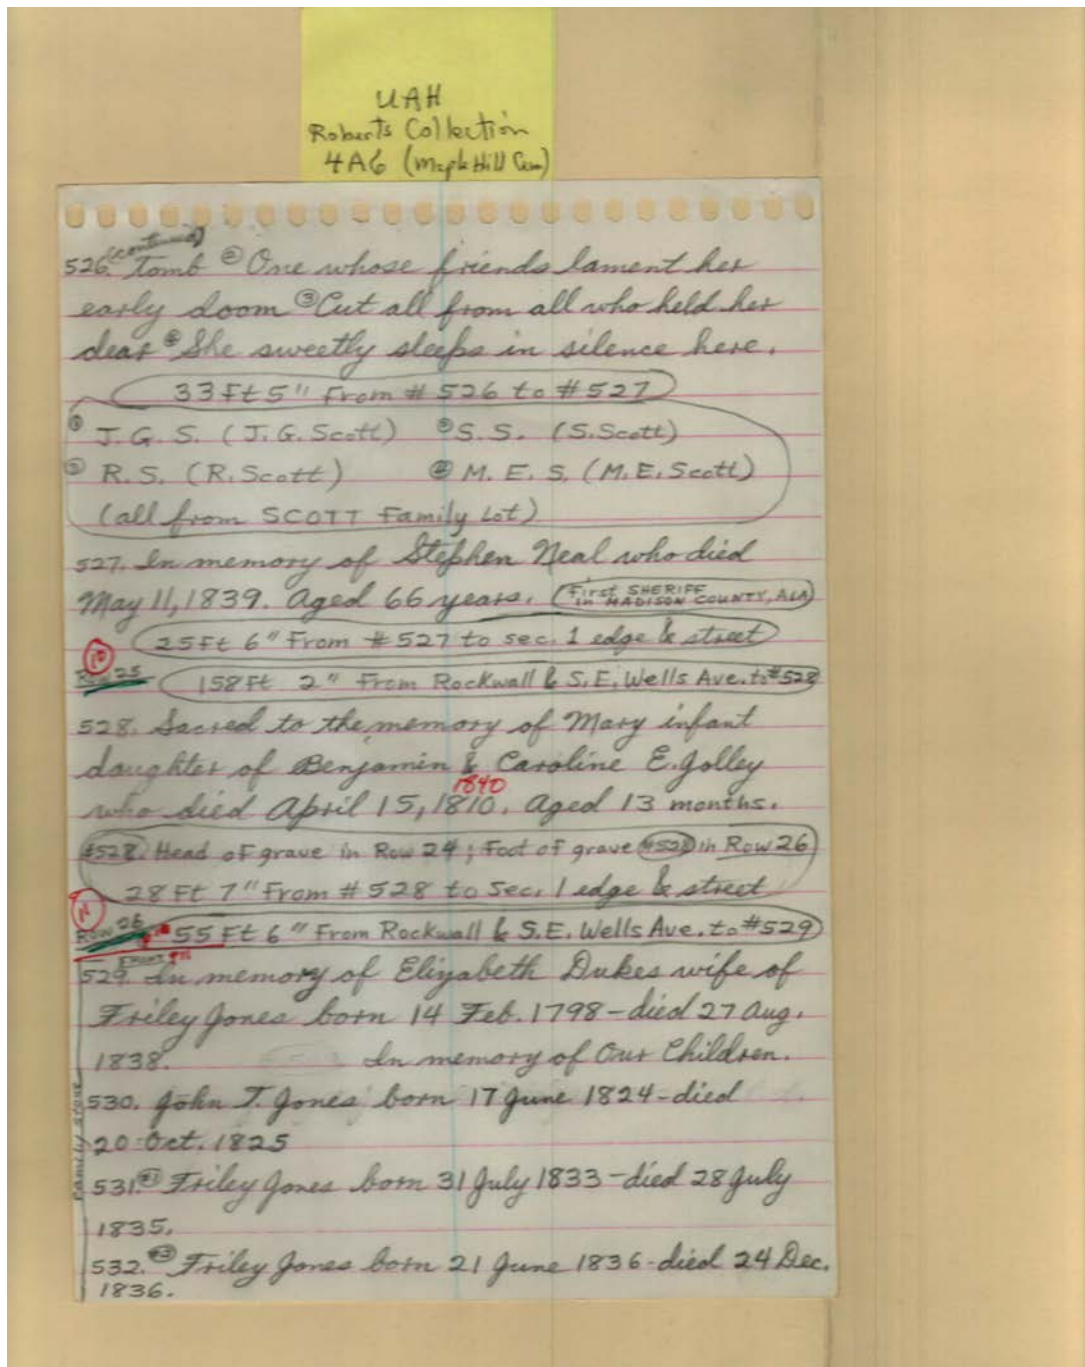 UAH
Roberts Collection
4A6 (Maple Hill Cem)
(continued)
526. Tomb ② One whose friends lament her
early doom ③ Cut all from all who held her
dear ④ She sweetly sleeps in silence here.
33 Ft 5" From # 526 to # 527
J. G. S. (J. G. Scott) ③ S. S. (S. Scott)
R. S. (R. Scott) ④ M. E. S. (M. E. Scott)
(all from SCOTT Family Lot)
527. In memory of Stephen Neal who died
May 11, 1839. Aged 66 years. (First SHERIFF
in MADISON COUNTY, ALA)
25 Ft 6" From # 527 to sec. 1 edge & street
10
Row 25 158 Ft 2" From Rockwall & S. E. Wells Ave. to #528
528. Sacred to the memory of Mary infant
daughter of Benjamin & Caroline E. Jolley
1840
who died April 15, 1810. Aged 13 months.
#528. Head of grave in Row 24; Foot of grave #528 in Row 26
28 Ft 7" From # 528 to Sec. 1 edge & street
11
Row 26 55 Ft 6" From Rockwall & S. E. Wells Ave. to #529
529. In memory of Elizabeth Dukes wife of
Friley Jones born 14 Feb. 1798 - died 27 Aug.
1838. In memory of Our Children.
530. John T. Jones born 17 June 1824 - died
20 Oct. 1825
531. Friley Jones born 31 July 1833 - died 28 July
1835.
532. #3 Friley Jones born 21 June 1836 - died 24 Dec.
1836.
Family stone